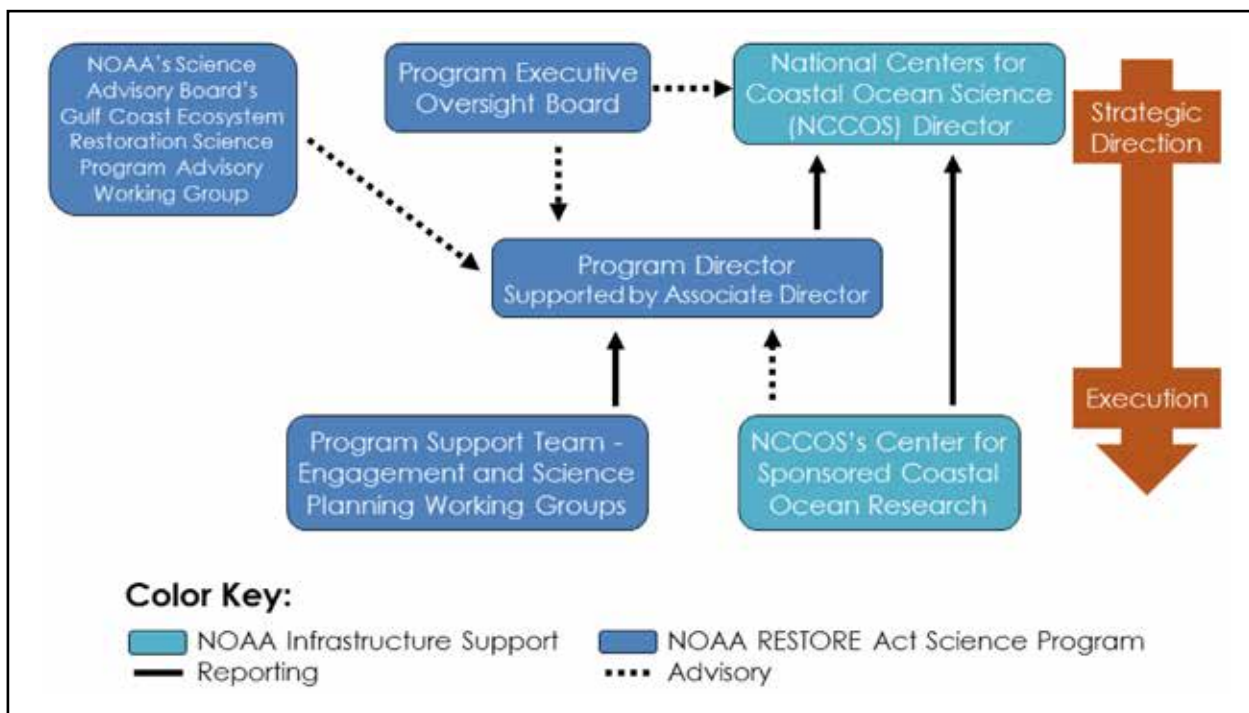 NOAA's Science
Advisory Board's
Gulf Coast Ecosystem
Restoration Science
Program Advisory
Working Group
Program Executive
Oversight Board
National Centers for
Coastal Ocean Science
(NCCOS) Director
Strategic
Direction
Program Director
Supported by Associate Director
Execution
Program Support Team -
Engagement and Science
Planning Working Groups
NCCOS's Center for
Sponsored Coastal
Ocean Research
Color Key:
NOAA Infrastructure Support
NOAA RESTORE Act Science Program
Reporting
Advisory